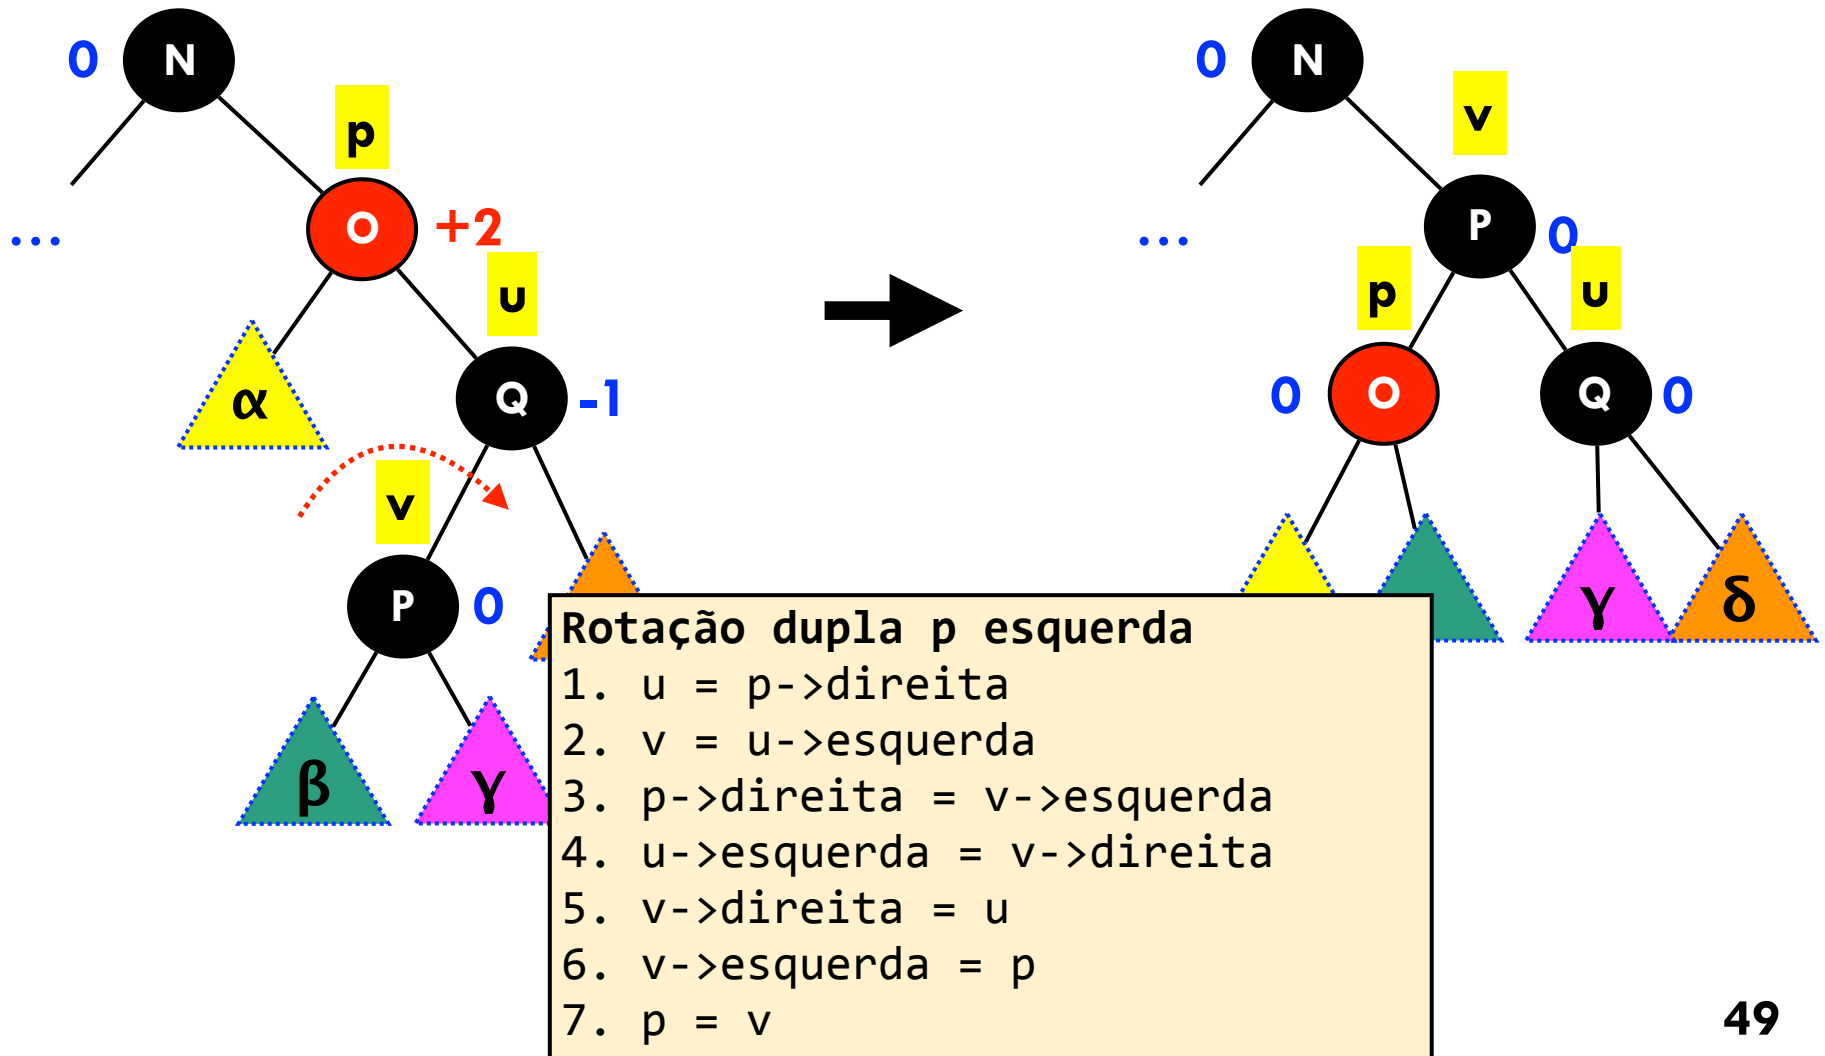 0 N
p
O +2
...
u
α
Q -1
v
P 0
β
γ
0 N
v
P 0
...
p
u
0 O
Q 0
γ
δ
Rotação dupla p esquerda
1. u = p->direita
2. v = u->esquerda
3. p->direita = v->esquerda
4. u->esquerda = v->direita
5. v->direita = u
6. v->esquerda = p
7. p = v
49